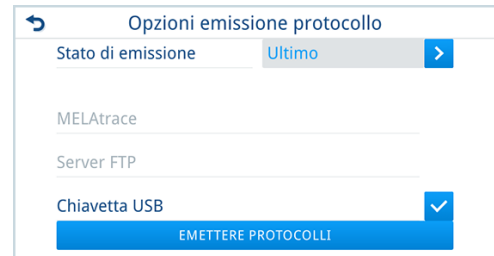 Opzioni emissione protocollo
Stato di emissione Ultimo
MELAtrace
Server FTP
Chiavetta USB
EMETTERE PROTOCOLLI